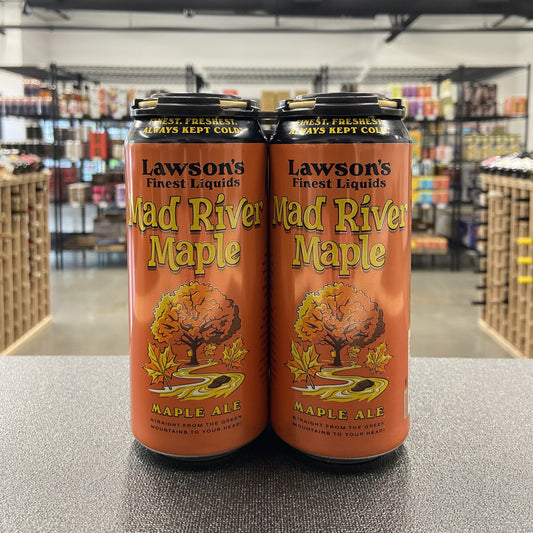 FINEST. FRESHEST.
ALWAYS KEPT COLD.
LAWSON'S
Finest Liquids
Mad River
Maple
MAPLE ALE
STRAIGHT FROM THE GREEN
MOUNTAINS TO YOUR HEAD!
FINEST. FRESHEST.
ALWAYS KEPT COLD.
LAWSON'S
Finest Liquids
Mad River
Maple
MAPLE ALE
STRAIGHT FROM THE GREEN
MOUNTAINS TO YOUR HEAD!